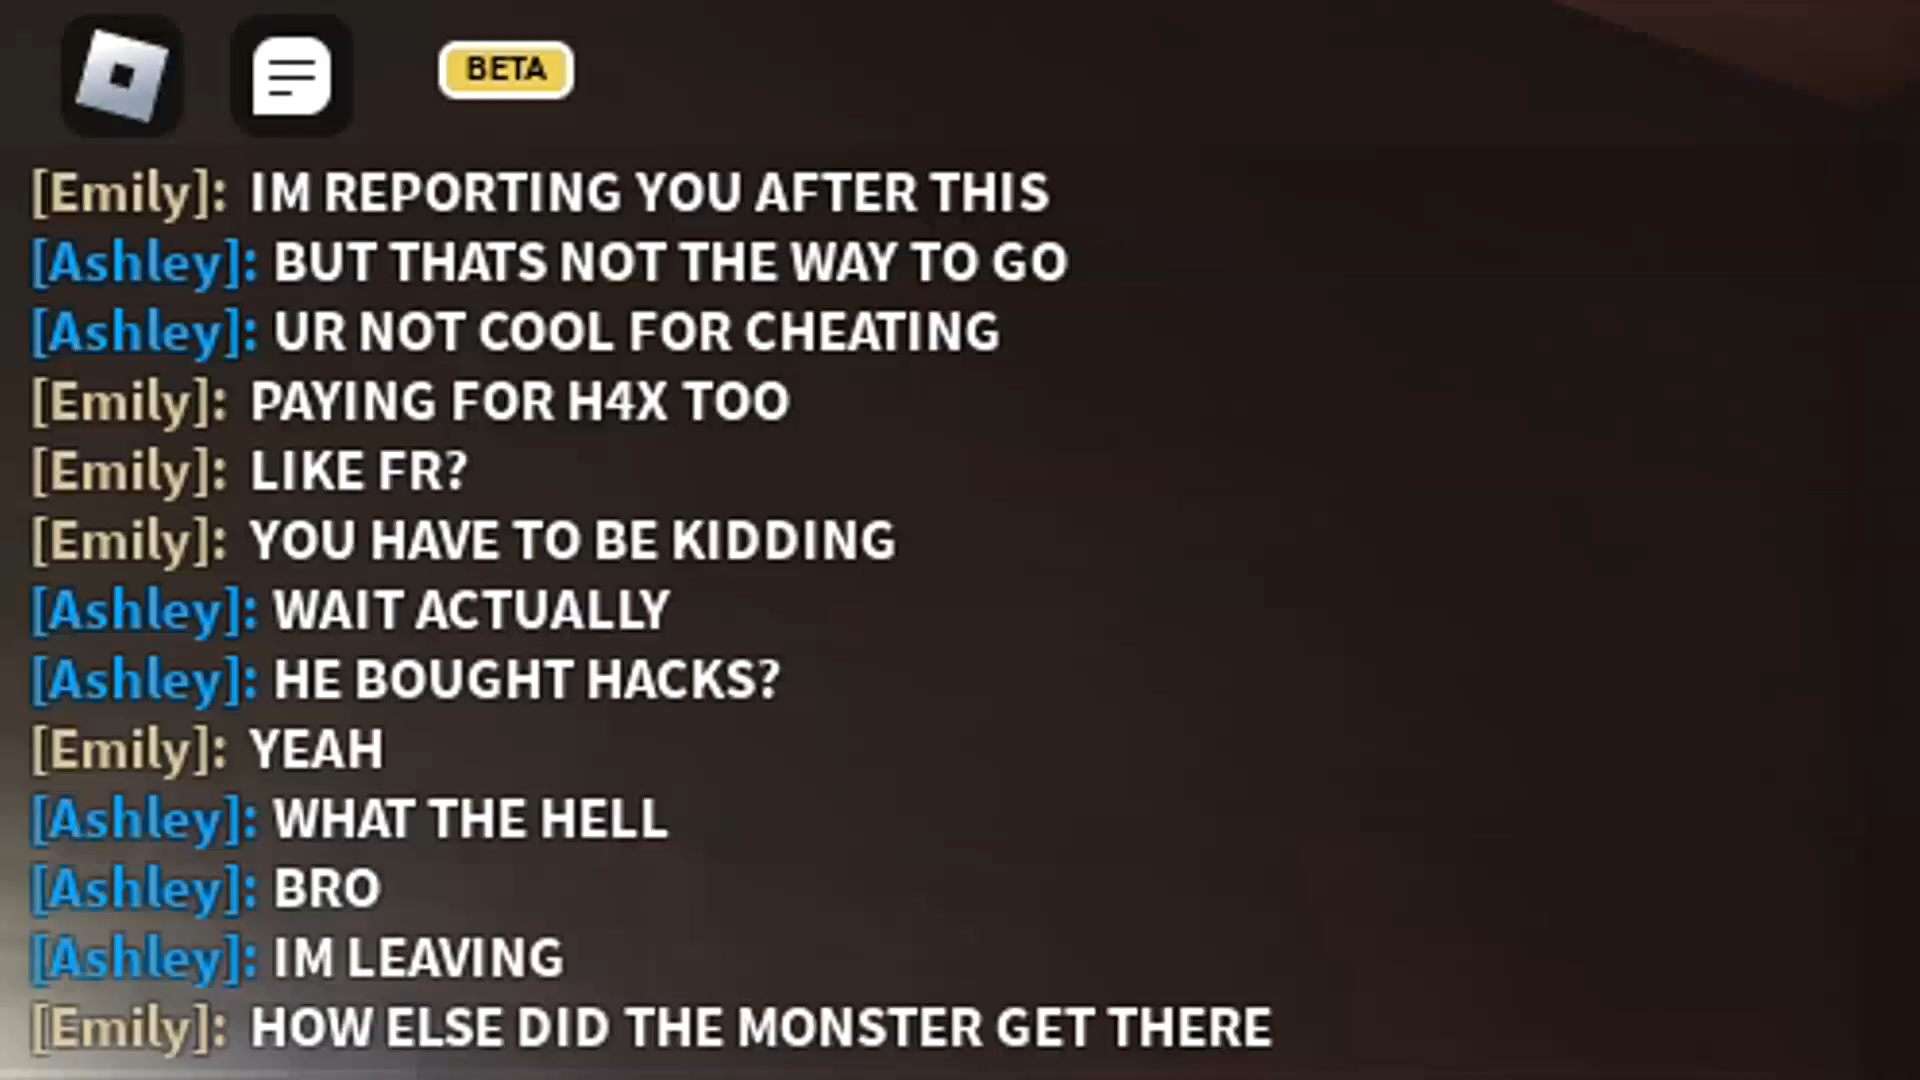 BETA
[Emily]: IM REPORTING YOU AFTER THIS
[Ashley]: BUT THATS NOT THE WAY TO GO
[Ashley]: UR NOT COOL FOR CHEATING
[Emily]: PAYING FOR H4X TOO
[Emily]: LIKE FR?
[Emily]: YOU HAVE TO BE KIDDING
[Ashley]: WAIT ACTUALLY
[Ashley]: HE BOUGHT HACKS?
[Emily]: YEAH
[Ashley]: WHAT THE HELL
[Ashley]: BRO
[Ashley]: IM LEAVING
[Emily]: HOW ELSE DID THE MONSTER GET THERE